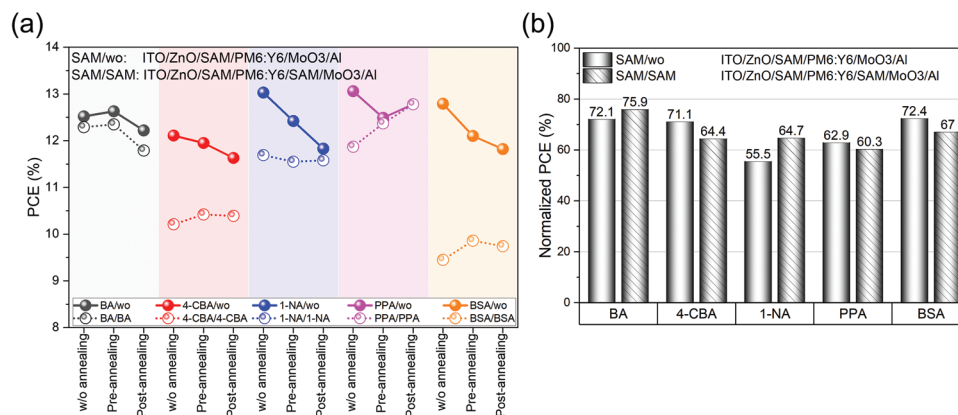 (a)
14
13
12
11
10
9
8
PCE (%)
SAM/wo: ITO/ZnO/SAM/PM6:Y6/MoO3/Al
SAM/SAM: ITO/ZnO/SAM/PM6:Y6/SAM/MoO3/Al
BA/wo 4-CBA/wo 1-NA/wo PPA/wo BSA/wo
BA/BA 4-CBA/4-CBA 1-NA/1-NA PPA/PPA BSA/BSA
w/o annealing
Pre-annealing
Post-annealing
w/o annealing
Pre-annealing
Post-annealing
w/o annealing
Pre-annealing
Post-annealing
w/o annealing
Pre-annealing
Post-annealing
w/o annealing
Pre-annealing
Post-annealing
(b)
100
80
60
40
20
0
Normalized PCE (%)
SAM/wo ITO/ZnO/SAM/PM6:Y6/MoO3/Al
SAM/SAM ITO/ZnO/SAM/PM6:Y6/SAM/MoO3/Al
72.1 75.9 71.1 64.4 55.5 64.7 62.9 60.3 72.4 67
BA 4-CBA 1-NA PPA BSA